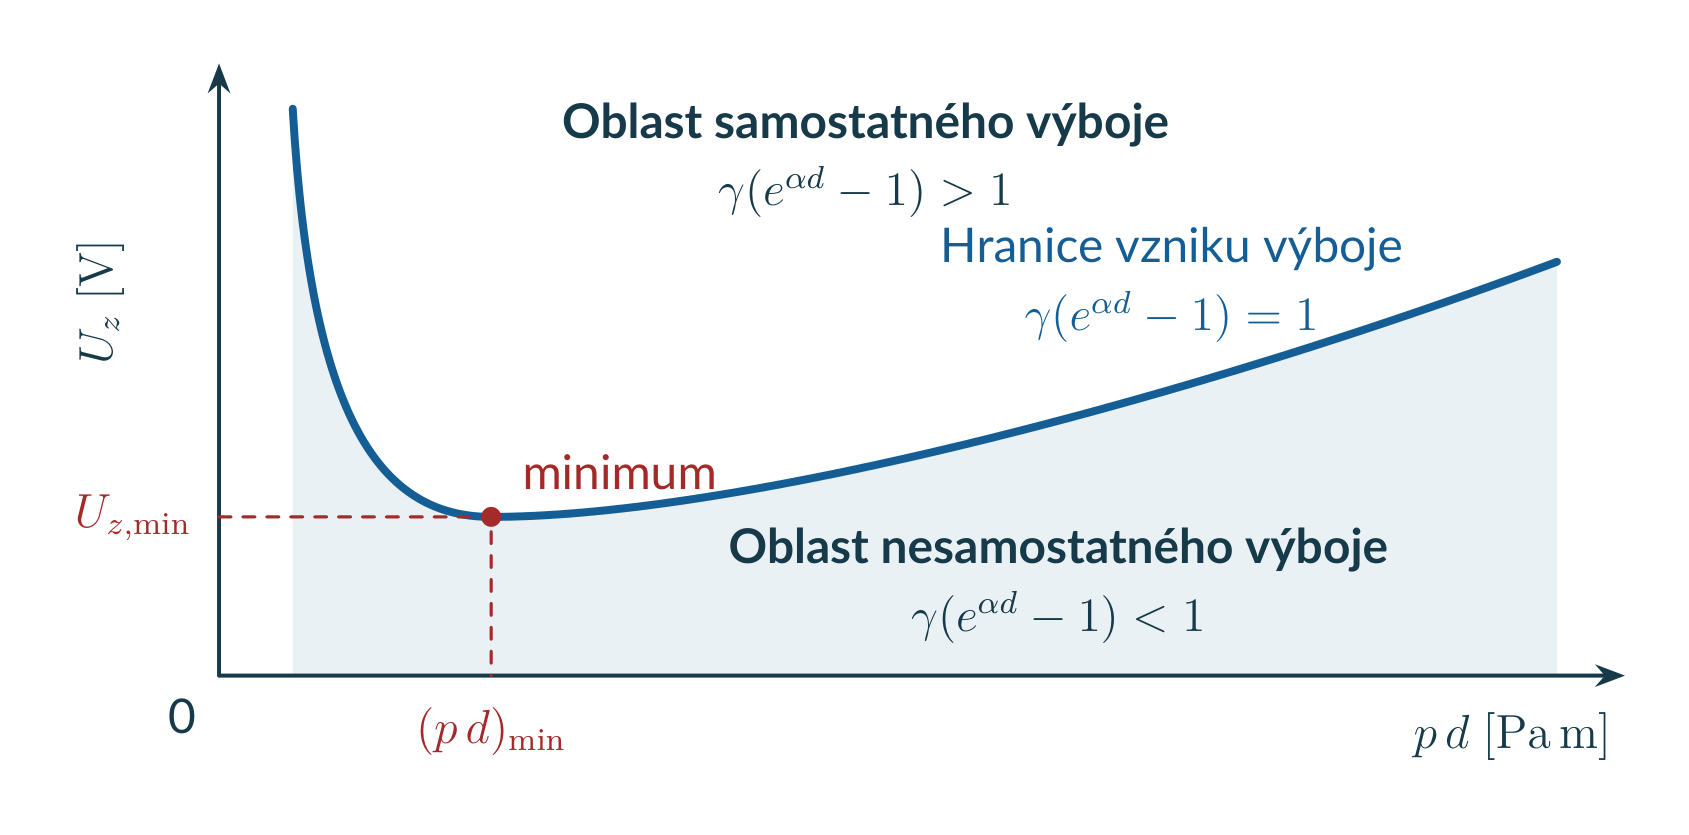 Oblast samostatného výboje
γ(e^{αd} − 1) > 1
Hranice vzniku výboje
γ(e^{αd} − 1) = 1
U_z [V]
minimum
U_{z,min}
Oblast nesamostatného výboje
γ(e^{αd} − 1) < 1
0
(p d)_{min}
p d [Pa m]